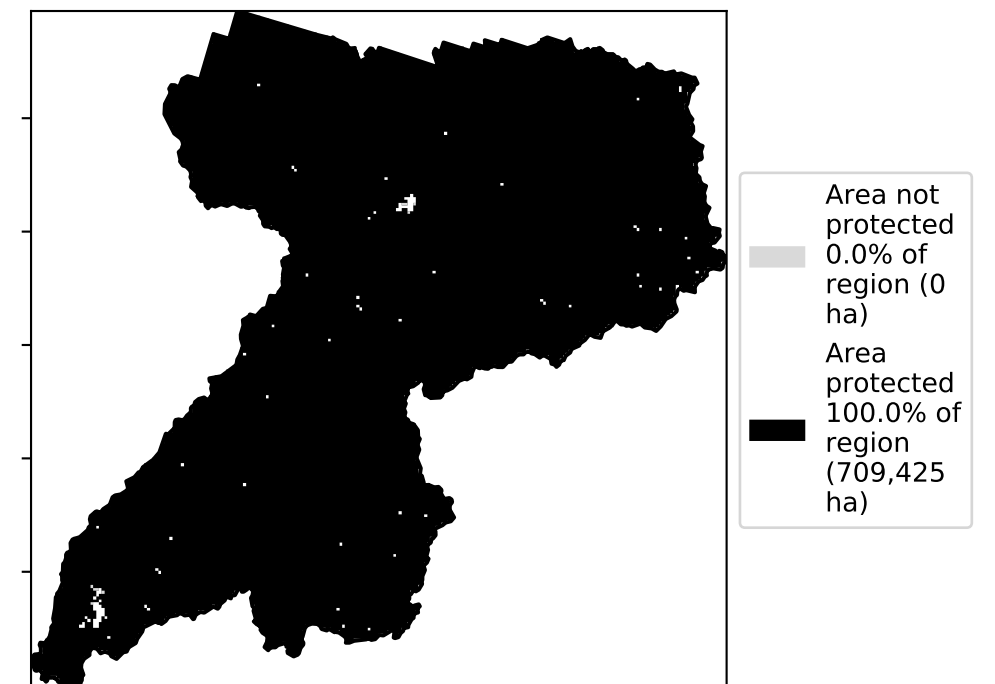 Area not
protected
0.0% of
region (0
ha)
Area
protected
100.0% of
region
(709,425
ha)